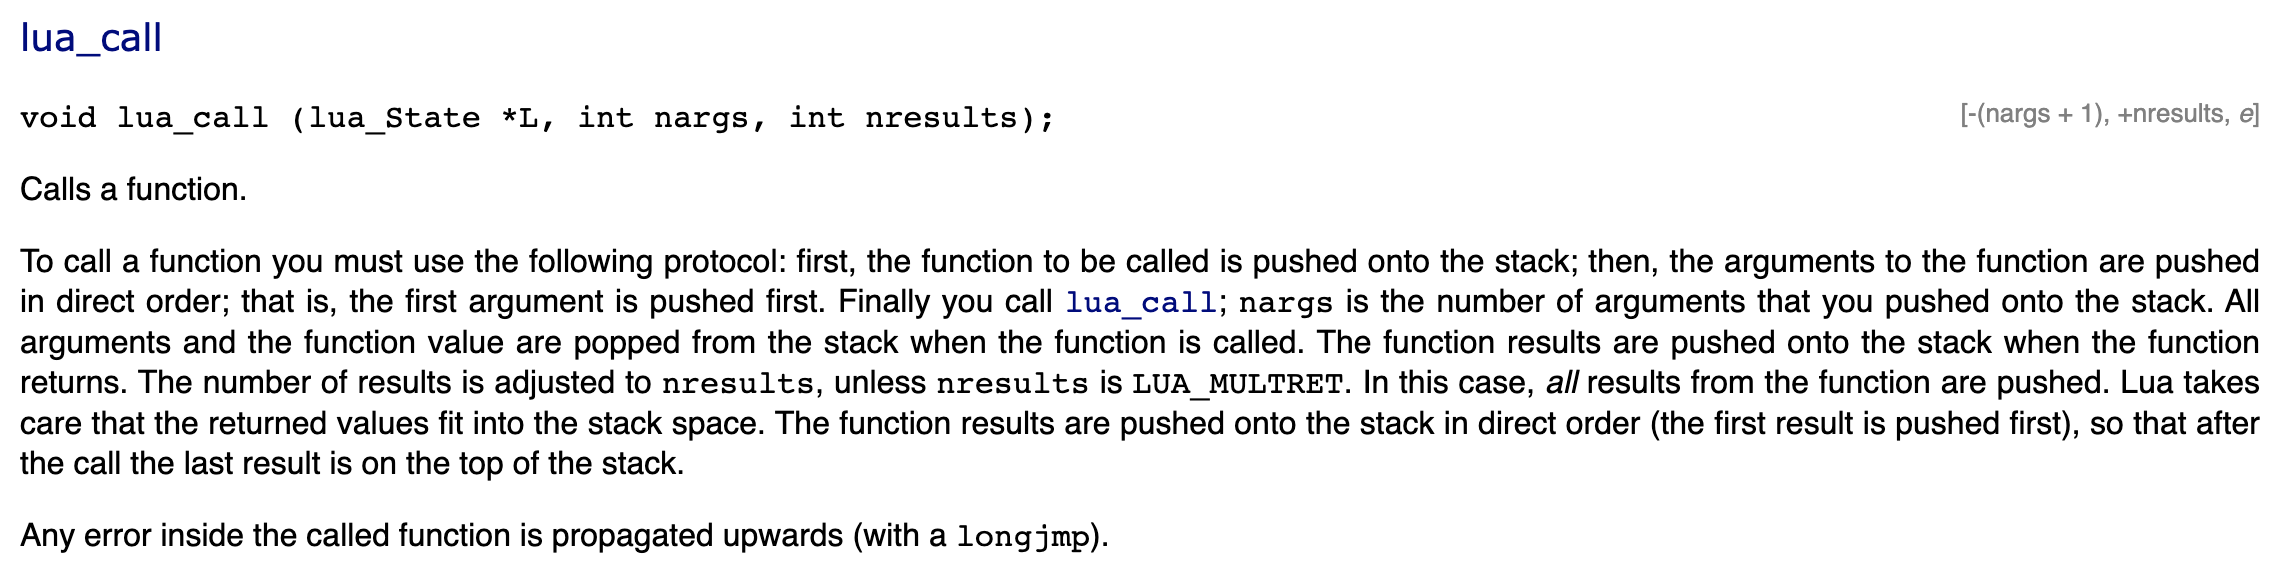 lua_call
void lua_call (lua_State *L, int nargs, int nresults);
[-(nargs + 1), +nresults, e]
Calls a function.
To call a function you must use the following protocol: first, the function to be called is pushed onto the stack; then, the arguments to the function are pushed
in direct order; that is, the first argument is pushed first. Finally you call lua_call; nargs is the number of arguments that you pushed onto the stack. All
arguments and the function value are popped from the stack when the function is called. The function results are pushed onto the stack when the function
returns. The number of results is adjusted to nresults, unless nresults is LUA_MULTRET. In this case, all results from the function are pushed. Lua takes
care that the returned values fit into the stack space. The function results are pushed onto the stack in direct order (the first result is pushed first), so that after
the call the last result is on the top of the stack.
Any error inside the called function is propagated upwards (with a longjmp).